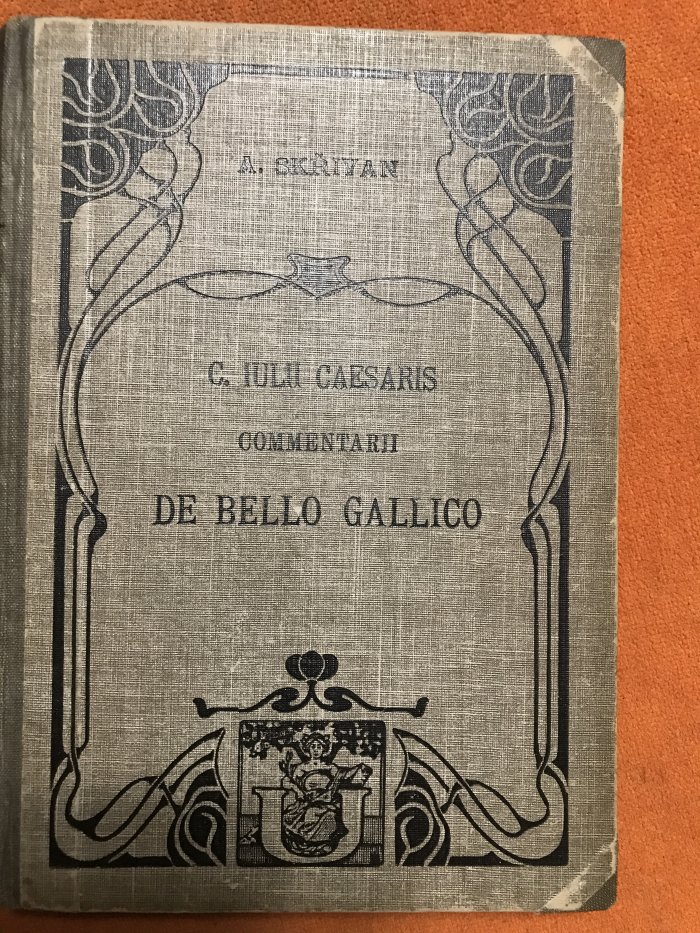 A. SKŘIVAN
C. IULII CAESARIS
COMMENTARII
DE BELLO GALLICO